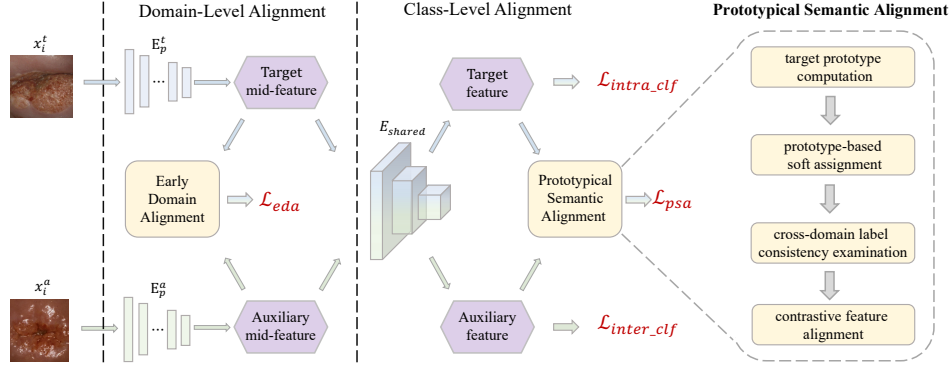 Domain-Level Alignment
Class-Level Alignment
Prototypical Semantic Alignment
x_i^t
E_p^t
...
Target
mid-feature
Early
Domain
Alignment
ℒ_eda
x_i^a
E_p^a
...
Auxiliary
mid-feature
E_shared
Target
feature
ℒ_intra_clf
Prototypical
Semantic
Alignment
ℒ_psa
Auxiliary
feature
ℒ_inter_clf
target prototype
computation
prototype-based
soft assignment
cross-domain label
consistency examination
contrastive feature
alignment